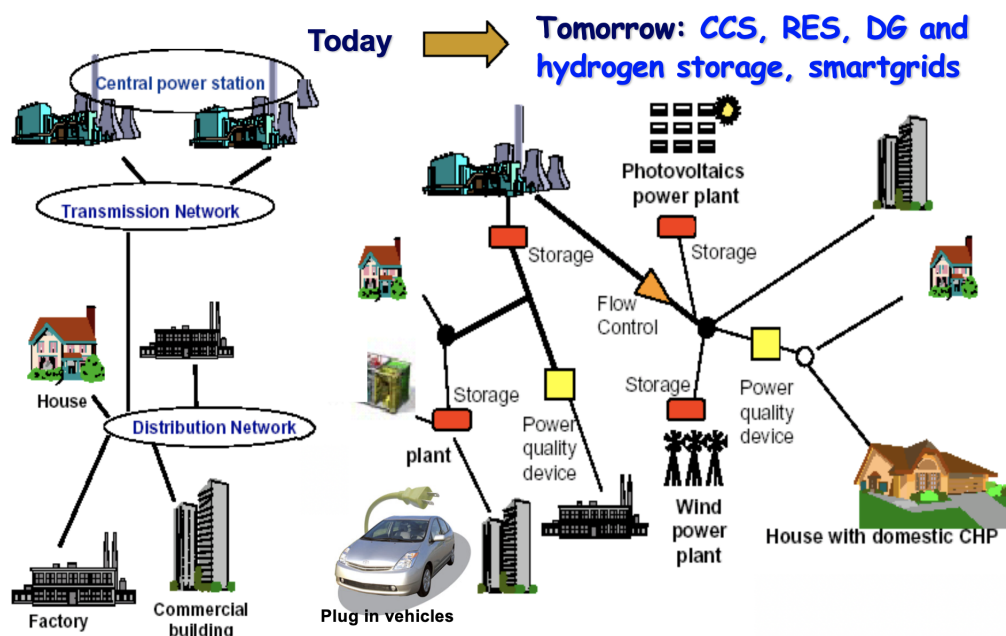 Today
Tomorrow: CCS, RES, DG and
hydrogen storage, smartgrids
Central power station
Transmission Network
House
Distribution Network
Factory
Commercial
building
Photovoltaics
power plant
Storage
Storage
Flow
Control
Storage
Storage
Power
quality
device
Power
quality
device
plant
Wind
power
plant
House with domestic CHP
Plug in vehicles